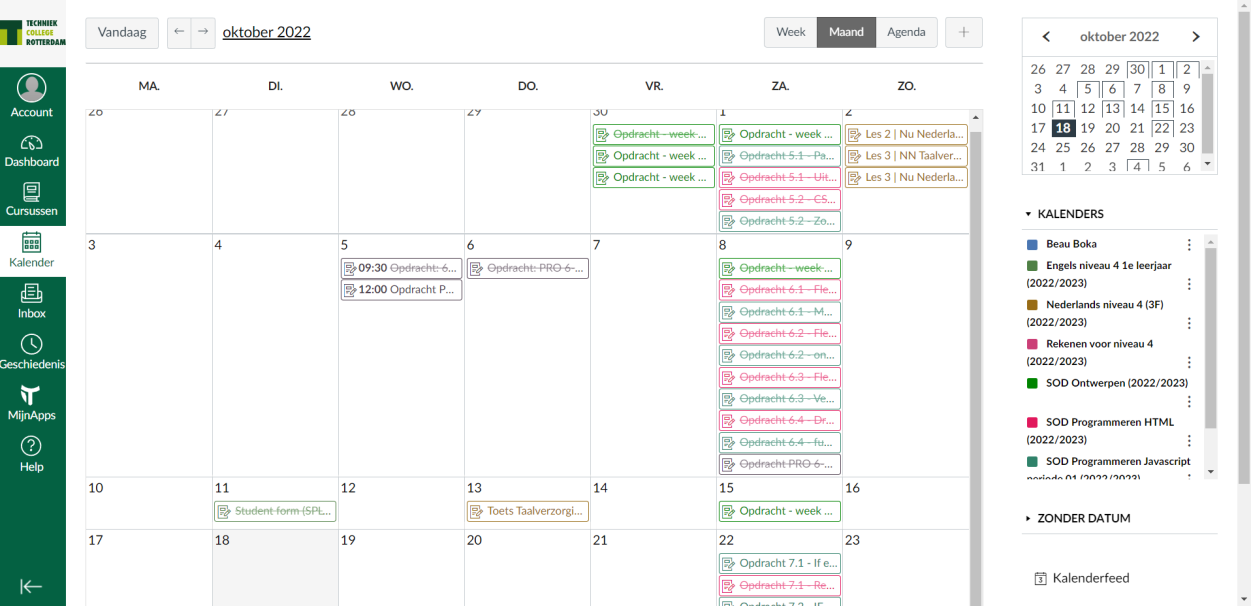 TECHNIEK
COLLEGE
ROTTERDAM
Account
Dashboard
Cursussen
Kalender
Inbox
Geschiedenis
MijnApps
Help
Vandaag ← → oktober 2022 Week Maand Agenda +
MA. DI. WO. DO. VR. ZA. ZO.
26 27 28 29 30 1 2
Opdracht - week ... Opdracht - week ... Les 2 | Nu Nederla...
Opdracht - week ... Opdracht 5.1 - Pa... Les 3 | NN Taalver...
Opdracht - week ... Opdracht 5.1 - Uit... Les 3 | Nu Nederla...
Opdracht 5.2 - CS...
Opdracht 5.2 - Zo...
3 4 5 6 7 8 9
09:30 Opdracht: 6... Opdracht: PRO 6-... Opdracht - week ...
12:00 Opdracht P... Opdracht 6.1 - Fle...
Opdracht 6.1 - M...
Opdracht 6.2 - Fle...
Opdracht 6.2 - on...
Opdracht 6.3 - Fle...
Opdracht 6.3 - Ve...
Opdracht 6.4 - Dr...
Opdracht 6.4 - fu...
Opdracht PRO 6-...
10 11 12 13 14 15 16
Student form (SPL... Toets Taalverzorgi... Opdracht - week ...
17 18 19 20 21 22 23
Opdracht 7.1 - If e...
Opdracht 7.1 - Re...
Opdracht 7.2 - IF...
oktober 2022
26 27 28 29 30 1 2
3 4 5 6 7 8 9
10 11 12 13 14 15 16
17 18 19 20 21 22 23
24 25 26 27 28 29 30
31 1 2 3 4 5 6
KALENDERS
Beau Boka
Engels niveau 4 1e leerjaar
(2022/2023)
Nederlands niveau 4 (3F)
(2022/2023)
Rekenen voor niveau 4
(2022/2023)
SOD Ontwerpen (2022/2023)
SOD Programmeren HTML
(2022/2023)
SOD Programmeren Javascript
periode 01 (2022/2023)
ZONDER DATUM
3 Kalenderfeed